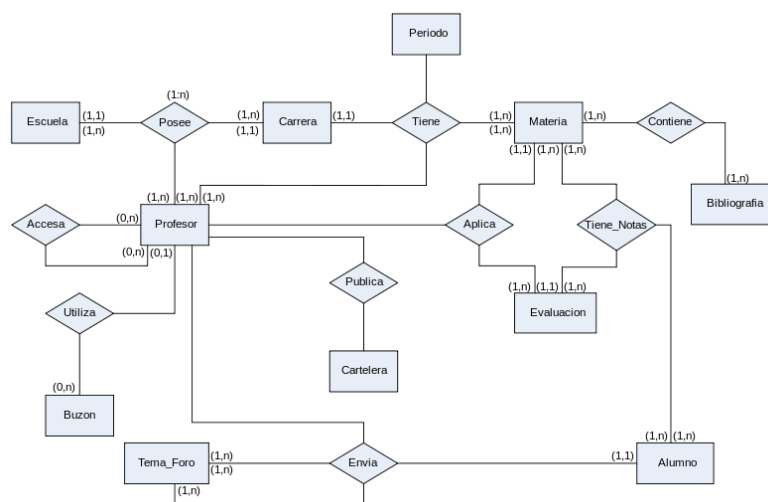 Periodo
(1:n)
Escuela
(1,1)
(1,n)
Posee
(1,n)
(1,1)
Carrera
(1,1)
Tiene
(1,n)
(1,n)
Materia
(1,n)
Contiene
(1,1)
(1,n)
(1,n)
(1,n)
Bibliografia
(1,n)
(1,n)
(1,n)
Accesa
(0,n)
Profesor
Aplica
Tiene_Notas
(0,n)
(0,1)
Publica
(1,n)
(1,1)
(1,n)
Utiliza
Evaluacion
Cartelera
(0,n)
Buzon
(1,n)
(1,n)
Tema_Foro
(1,n)
(1,n)
Envia
(1,1)
Alumno
(1,n)